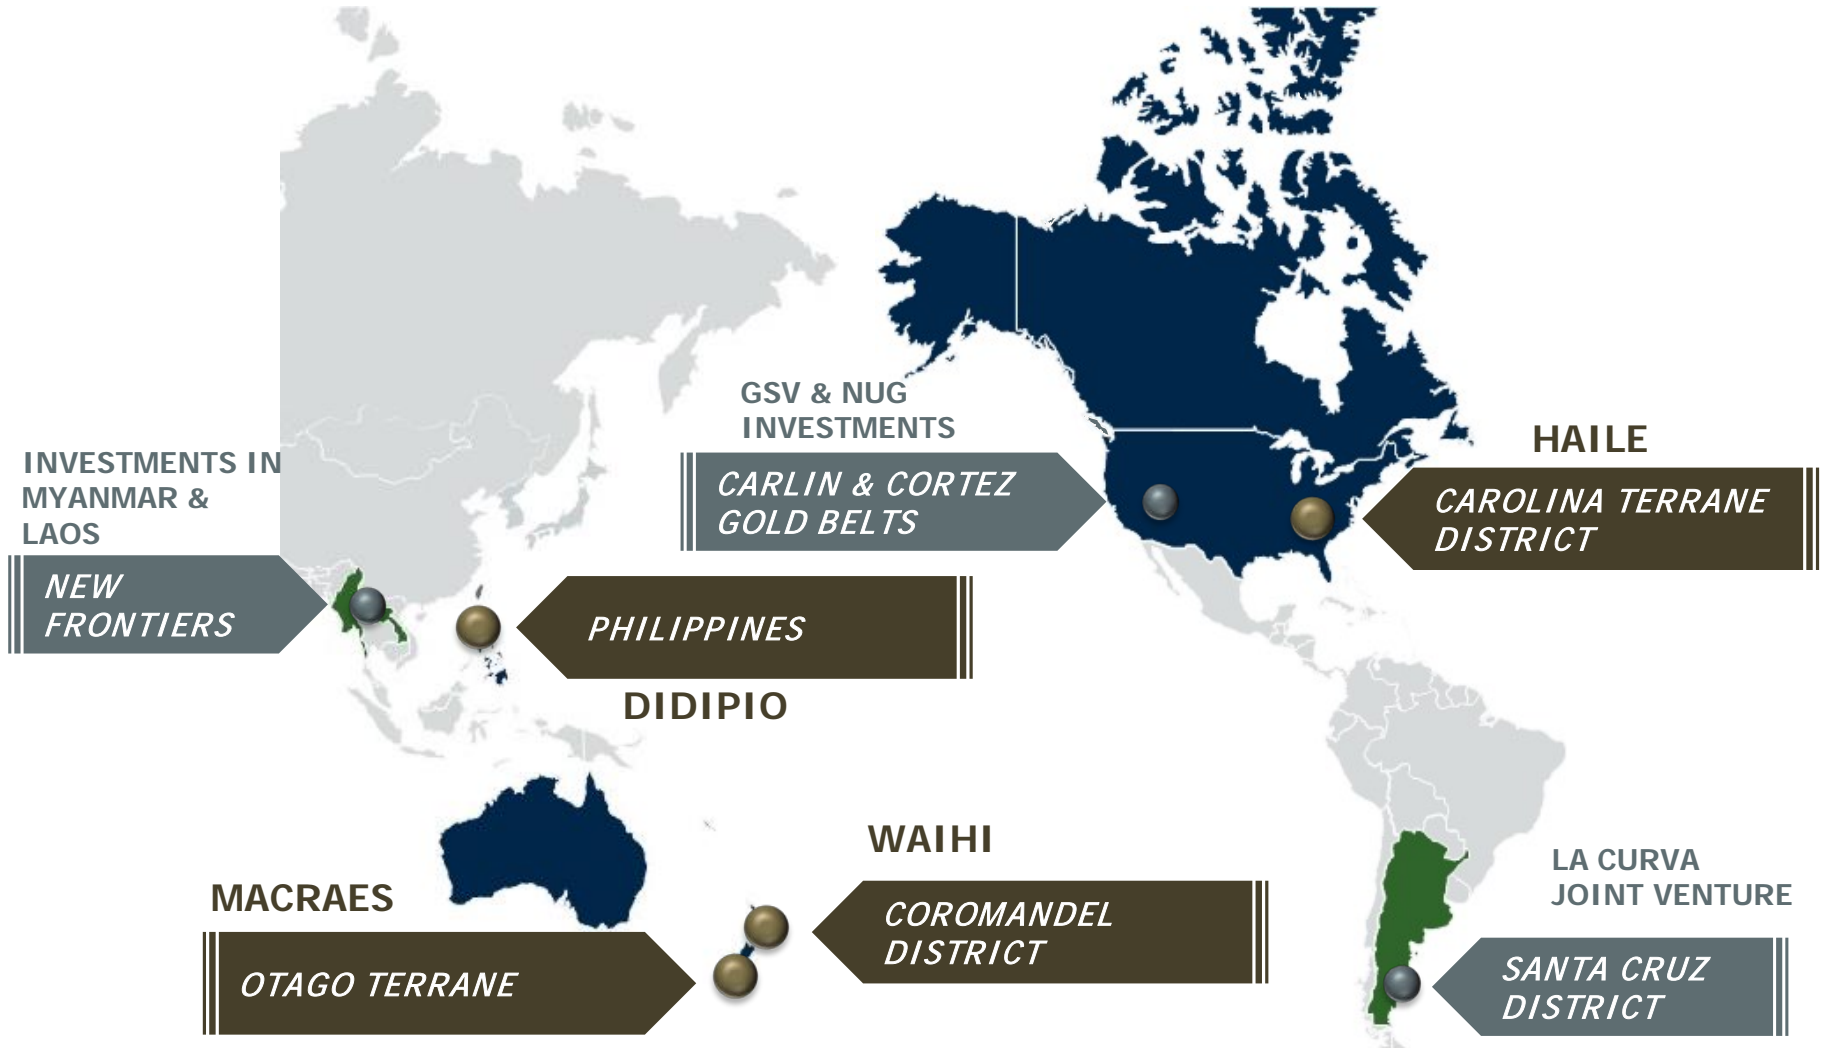 GSV & NUG
INVESTMENTS
CARLIN & CORTEZ
GOLD BELTS
HAILE
CAROLINA TERRANE
DISTRICT
INVESTMENTS IN
MYANMAR &
LAOS
NEW
FRONTIERS
PHILIPPINES
DIDIPIO
WAIHI
COROMANDEL
DISTRICT
MACRAES
OTAGO TERRANE
LA CURVA
JOINT VENTURE
SANTA CRUZ
DISTRICT